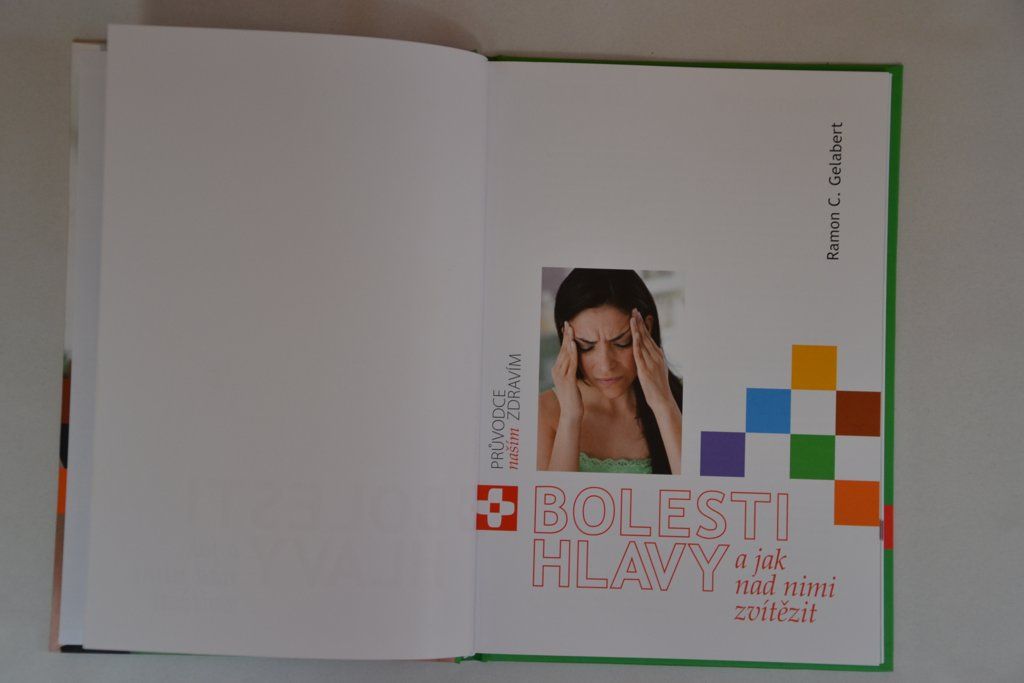 Ramon C. Gelabert
PRŮVODCE
naším ZDRAVÍM
BOLESTI
HLAVY a jak
nad nimi
zvítězit